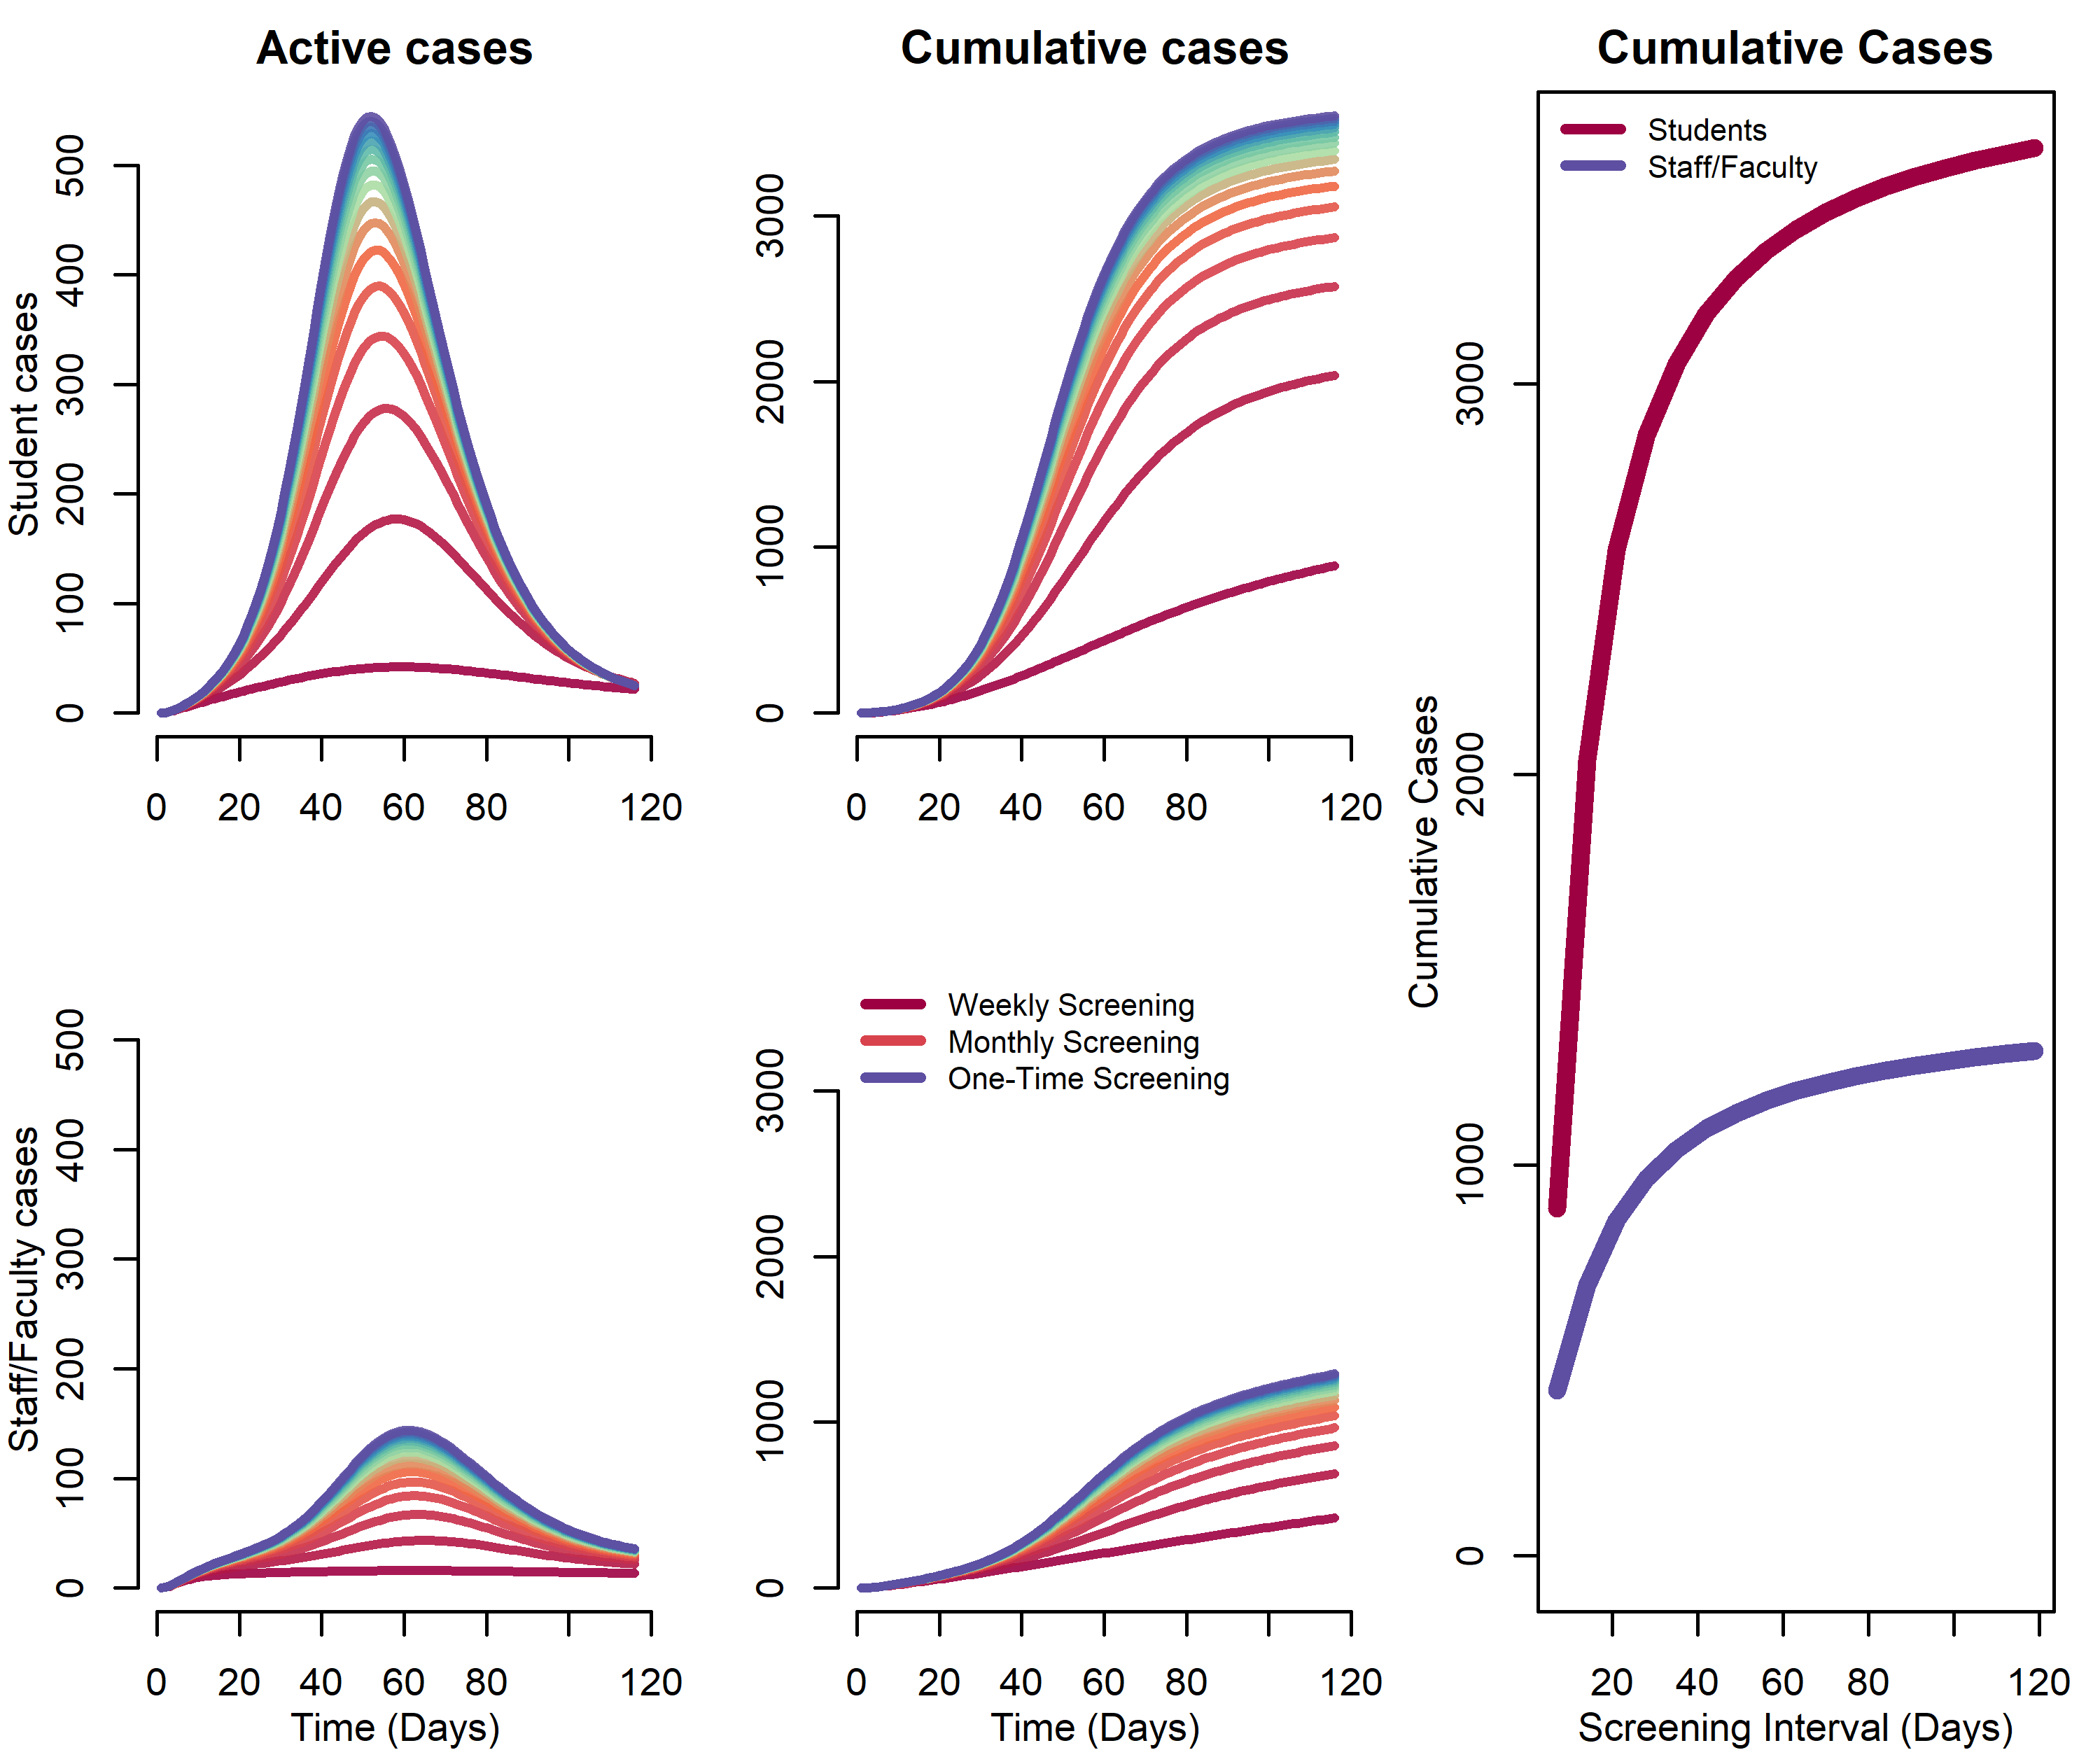 Active cases
Cumulative cases
Cumulative Cases
Student cases
0
100
200
300
400
500
0 20 40 60 80 120
0
1000
2000
3000
0 20 40 60 80 120
Staff/Faculty cases
0
100
200
300
400
500
0 20 40 60 80 120
Time (Days)
Weekly Screening
Monthly Screening
One-Time Screening
0
1000
2000
3000
0 20 40 60 80 120
Time (Days)
Students
Staff/Faculty
Cumulative Cases
0
1000
2000
3000
20 40 60 80 120
Screening Interval (Days)